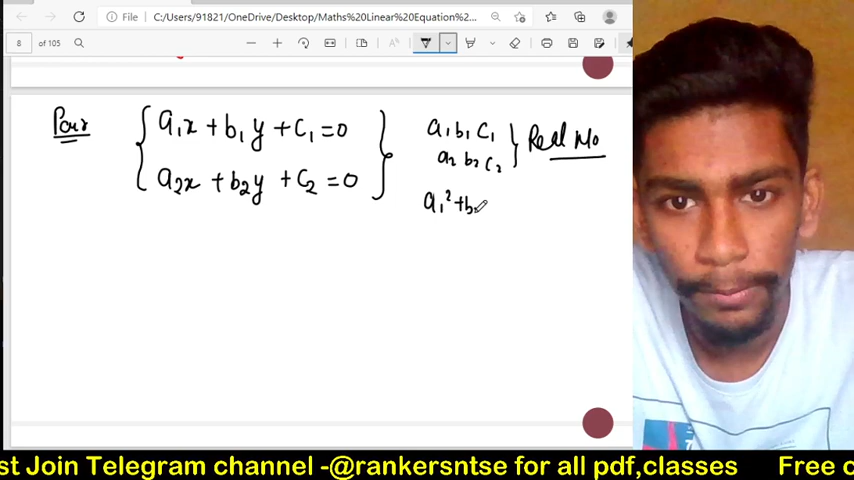 File | C:/Users/91821/OneDrive/Desktop/Maths%20Linear%20Equation%2...
8 of 105
Pair
a₁x + b₁y + c₁ = 0
a₂x + b₂y + c₂ = 0
a₁ b₁ c₁
a₂ b₂ c₂
Real No
a₁² + b
st Join Telegram channel -@rankersntse for all pdf,classes Free c